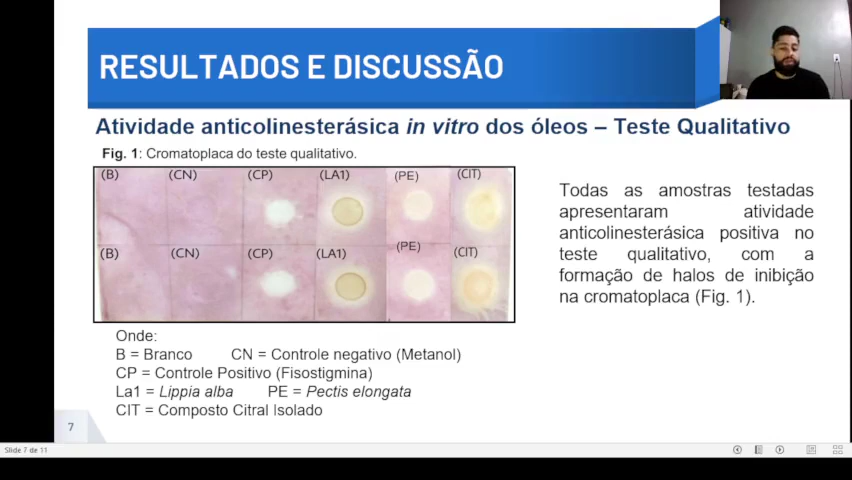 RESULTADOS E DISCUSSÃO
Atividade anticolinesterásica in vitro dos óleos – Teste Qualitativo
Fig. 1: Cromatoplaca do teste qualitativo.
(B) (CN) (CP) (LA1) (PE) (CIT)
(B) (CN) (CP) (LA1) (PE) (CIT)
Todas as amostras testadas
apresentaram atividade
anticolinesterásica positiva no
teste qualitativo, com a
formação de halos de inibição
na cromatoplaca (Fig. 1).
Onde:
B = Branco CN = Controle negativo (Metanol)
CP = Controle Positivo (Fisostigmina)
La1 = Lippia alba PE = Pectis elongata
CIT = Composto Citral Isolado
7
Slide 7 de 11